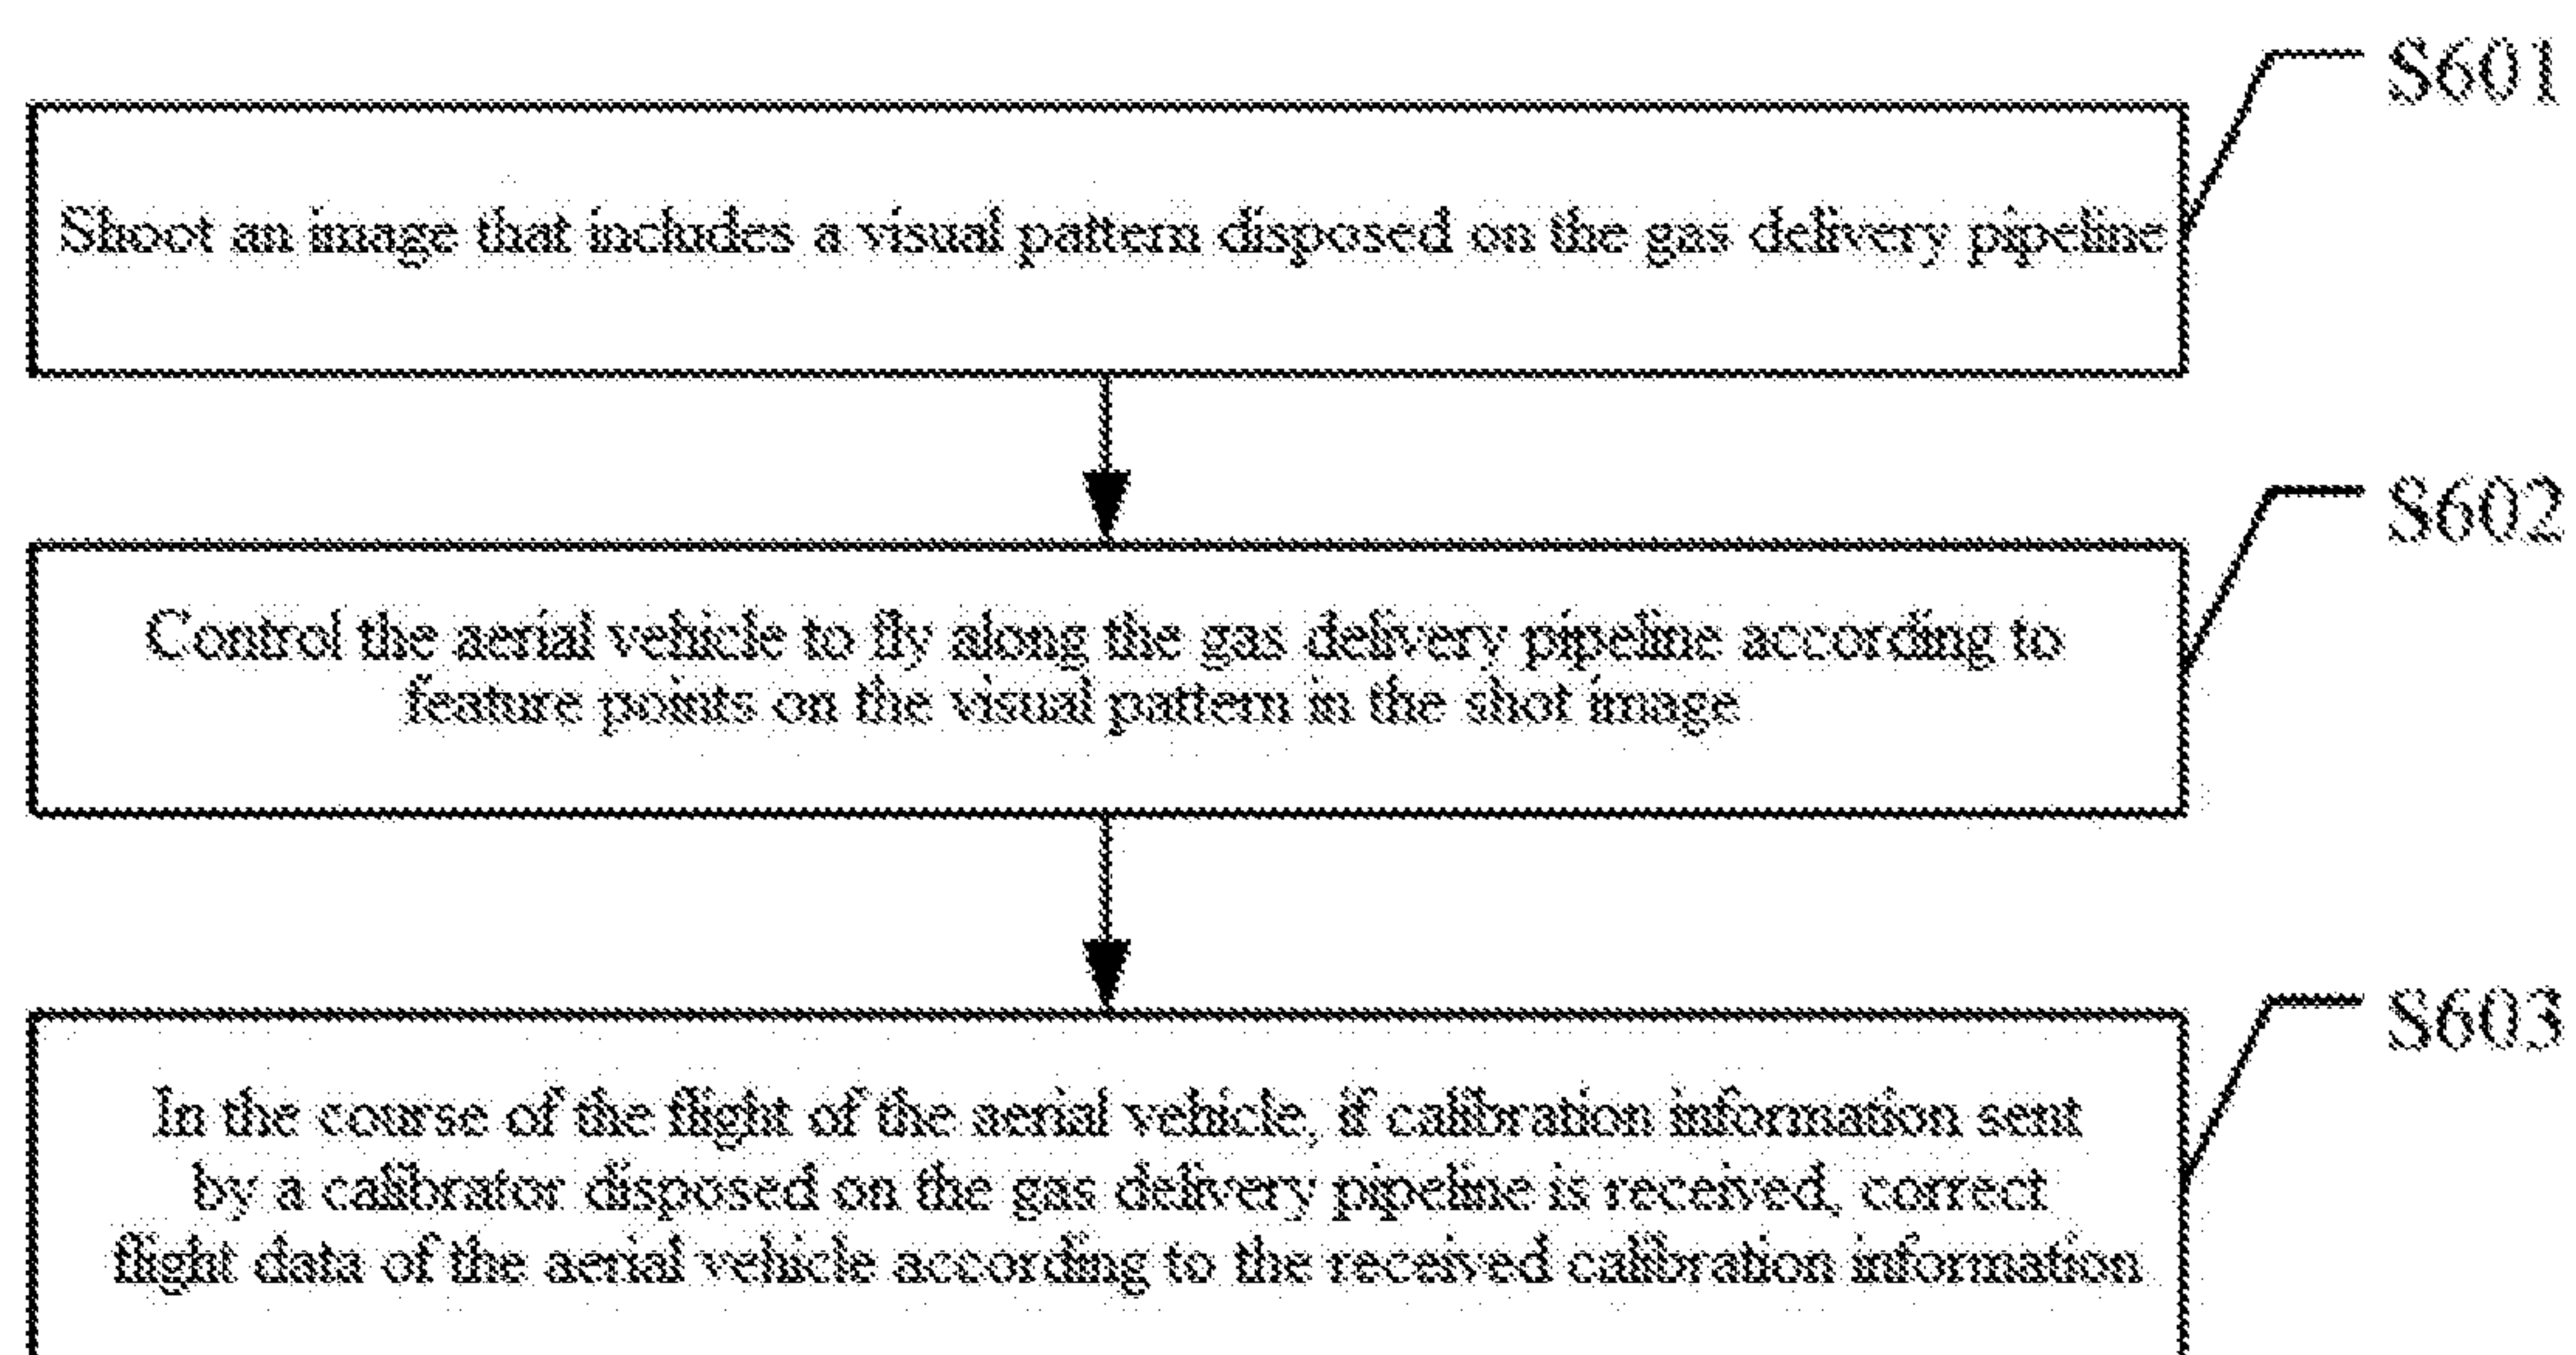 S601
Shoot an image that includes a visual pattern disposed on the gas delivery pipeline
S602
Control the aerial vehicle to fly along the gas delivery pipeline according to
feature points on the visual pattern in the shot image
S603
In the course of the flight of the aerial vehicle, if calibration information sent
by a calibrator disposed on the gas delivery pipeline is received, correct
flight data of the aerial vehicle according to the received calibration information